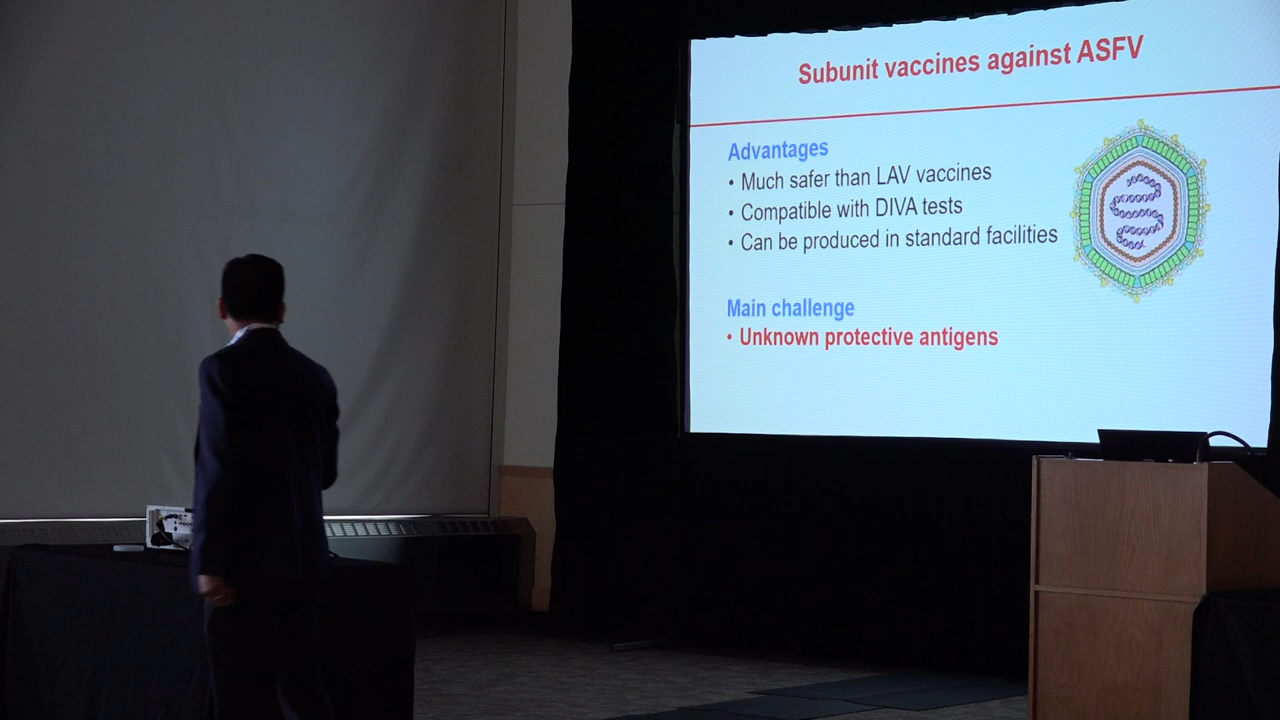 Subunit vaccines against ASFV
Advantages
• Much safer than LAV vaccines
• Compatible with DIVA tests
• Can be produced in standard facilities
Main challenge
• Unknown protective antigens